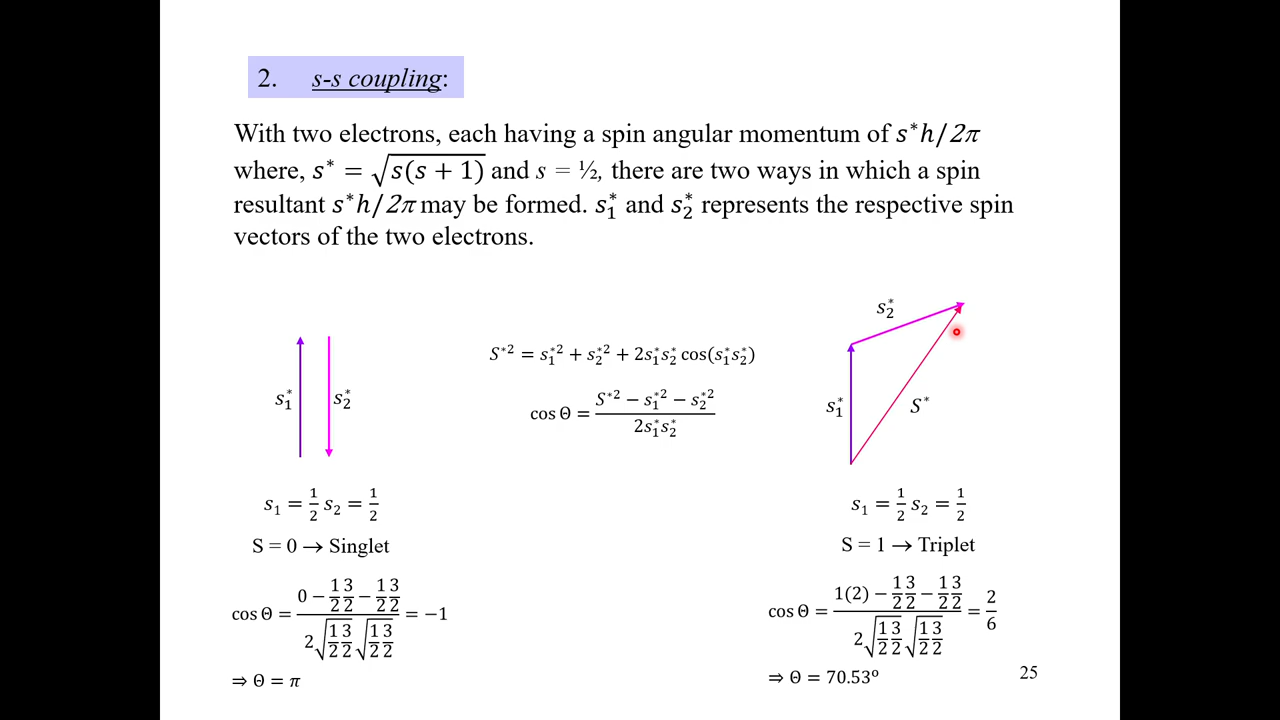 2. s-s coupling:
With two electrons, each having a spin angular momentum of s*h/2π
where, s* = √s(s + 1) and s = ½, there are two ways in which a spin
resultant s*h/2π may be formed. s₁* and s₂* represents the respective spin
vectors of the two electrons.
s₁* s₂*
S*² = s₁*² + s₂*² + 2s₁*s₂* cos(s₁*s₂*)
cos Θ = (S*² − s₁*² − s₂*²) / 2s₁*s₂*
s₂*
s₁* S*
s₁ = 1/2 s₂ = 1/2
S = 0 → Singlet
cos Θ = (0 − 1/2 3/2 − 1/2 3/2) / (2√(1/2 3/2) √(1/2 3/2)) = −1
⇒ Θ = π
s₁ = 1/2 s₂ = 1/2
S = 1 → Triplet
cos Θ = (1(2) − 1/2 3/2 − 1/2 3/2) / (2√(1/2 3/2) √(1/2 3/2)) = 2/6
⇒ Θ = 70.53º
25